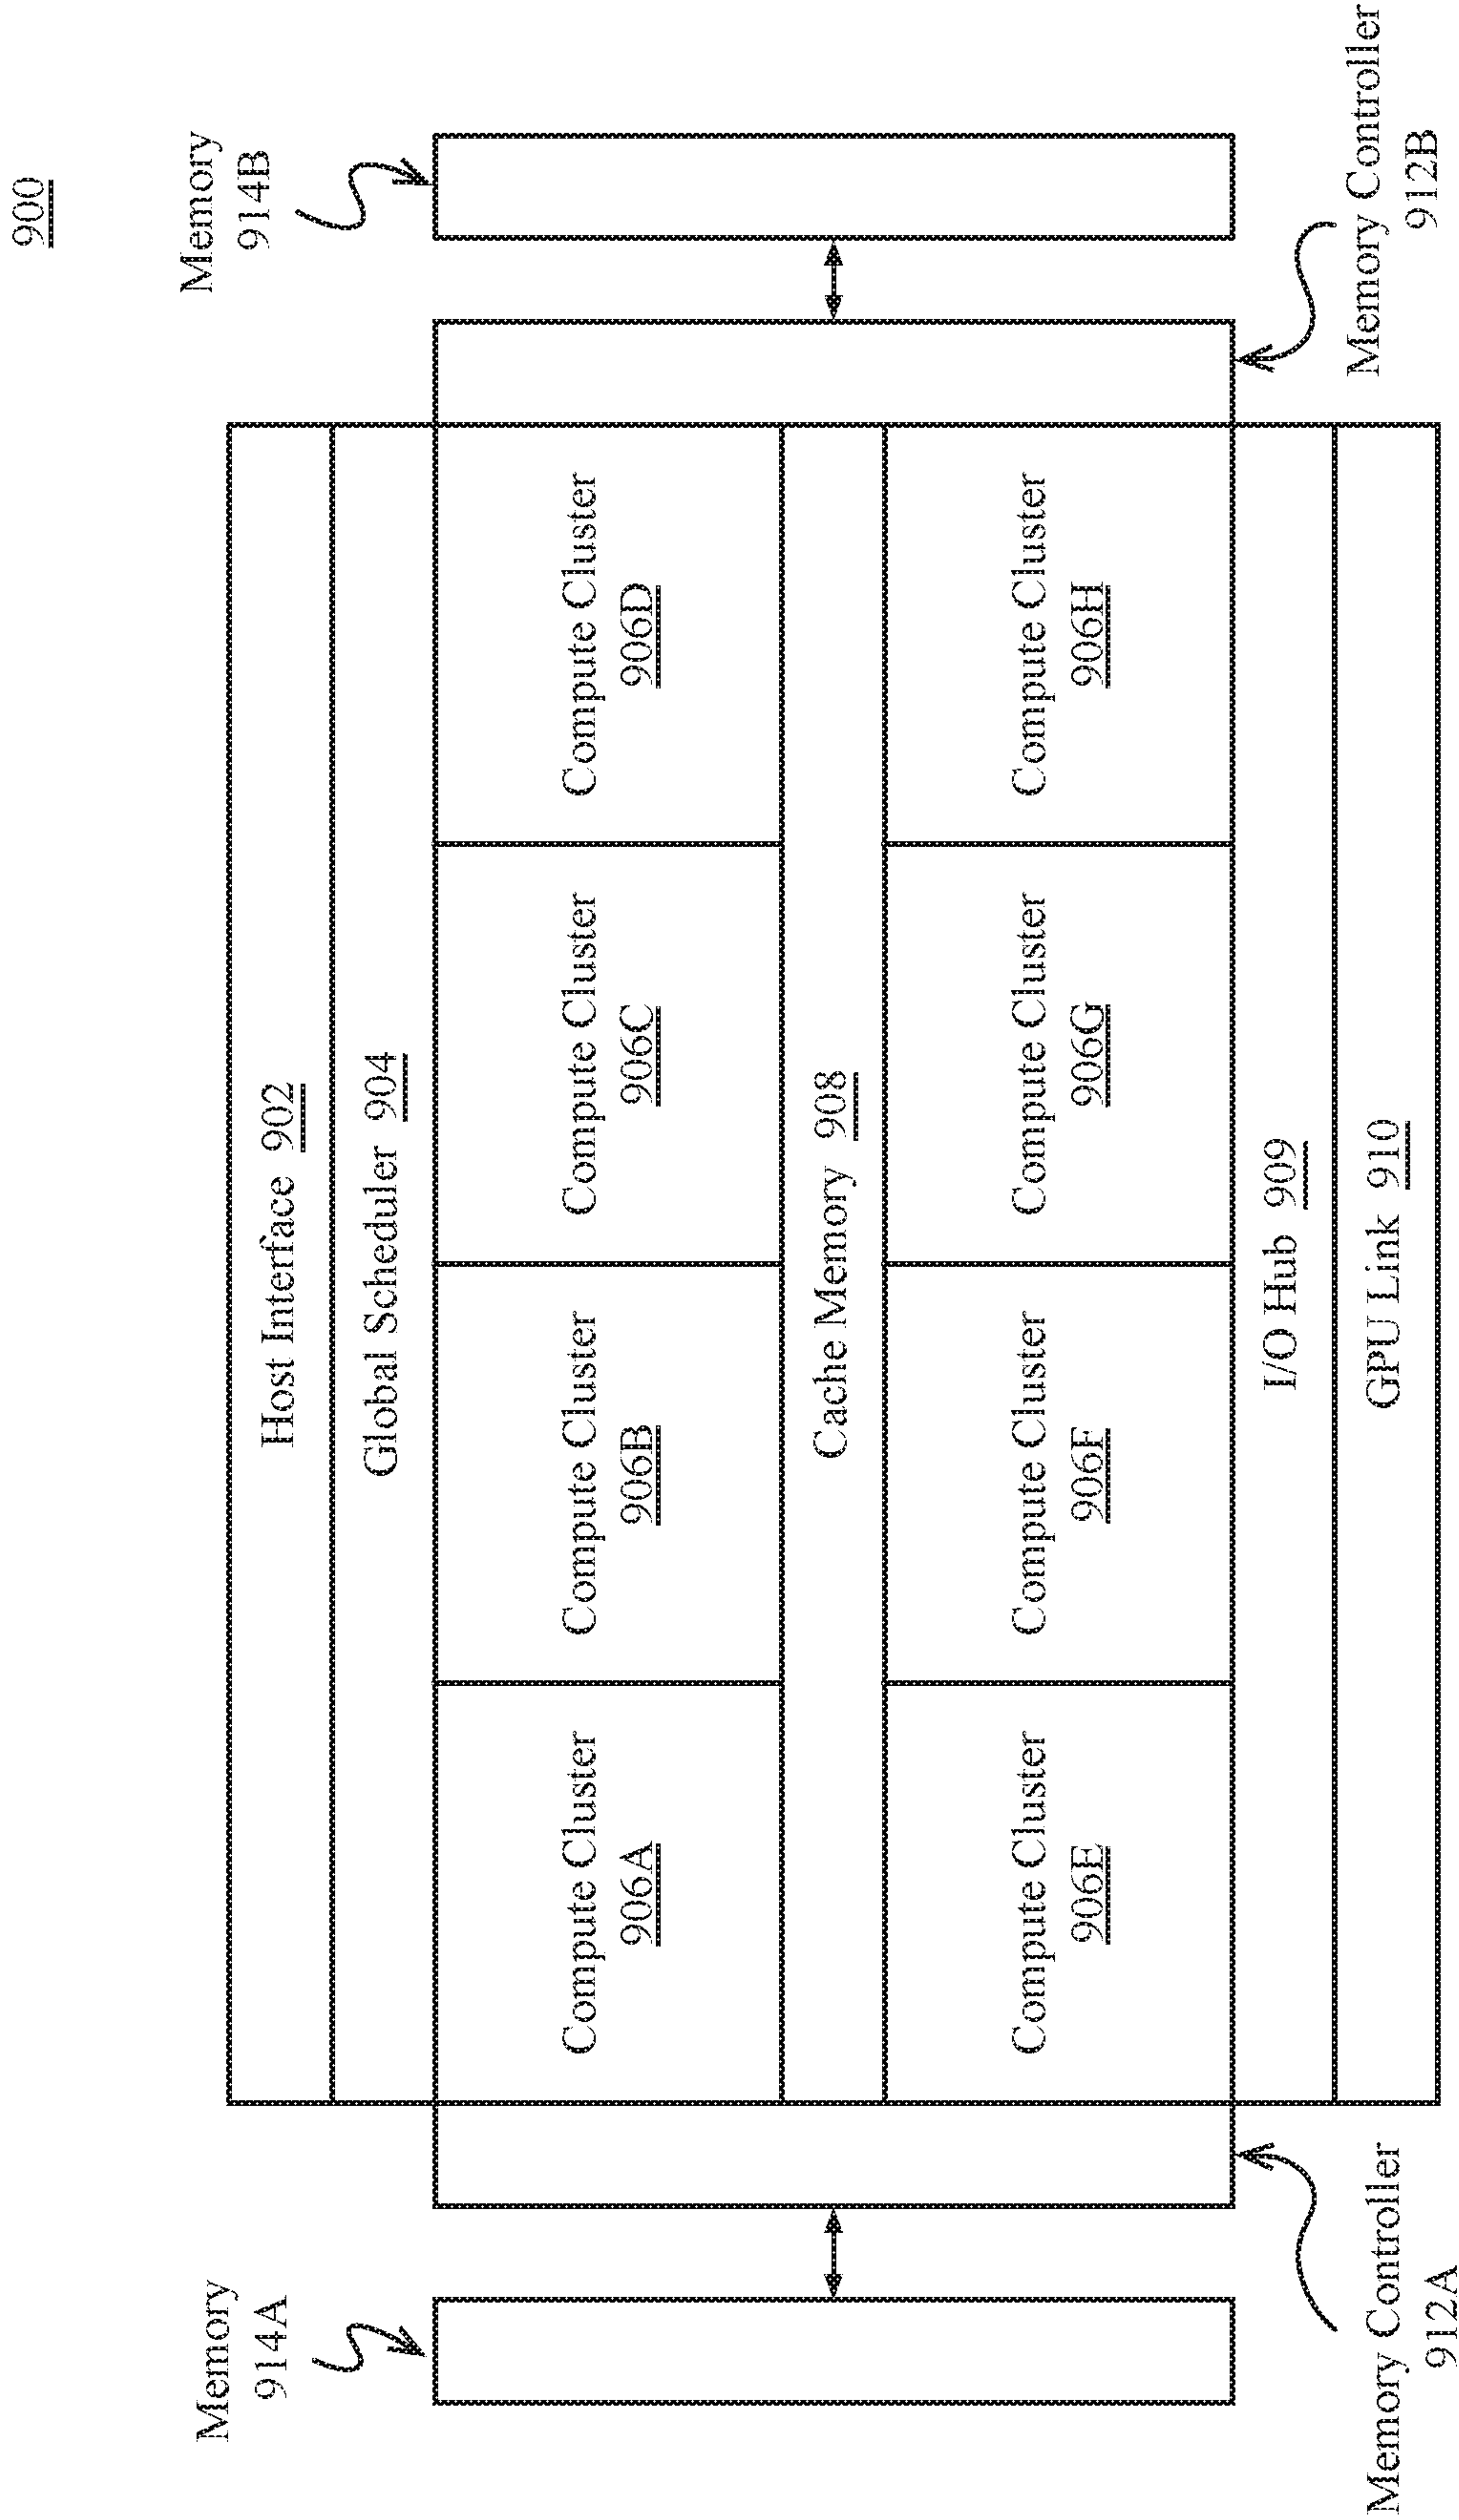 900
Memory
914A
Memory
914B
Host Interface 902
Global Scheduler 904
Compute Cluster
906A
Compute Cluster
906B
Compute Cluster
906C
Compute Cluster
906D
Cache Memory 908
Compute Cluster
906E
Compute Cluster
906F
Compute Cluster
906G
Compute Cluster
906H
I/O Hub 909
GPU Link 910
Memory Controller
912A
Memory Controller
912B